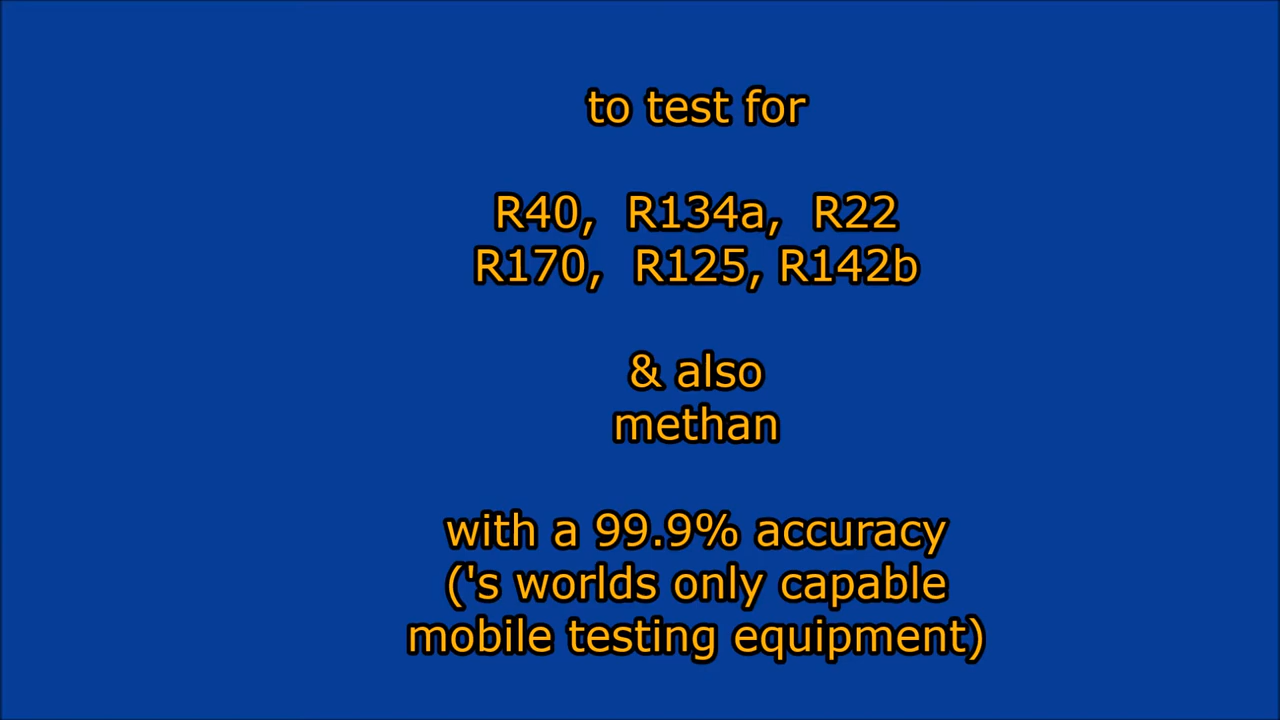 to test for
R40, R134a, R22
R170, R125, R142b
& also
methan
with a 99.9% accuracy
('s worlds only capable
mobile testing equipment)